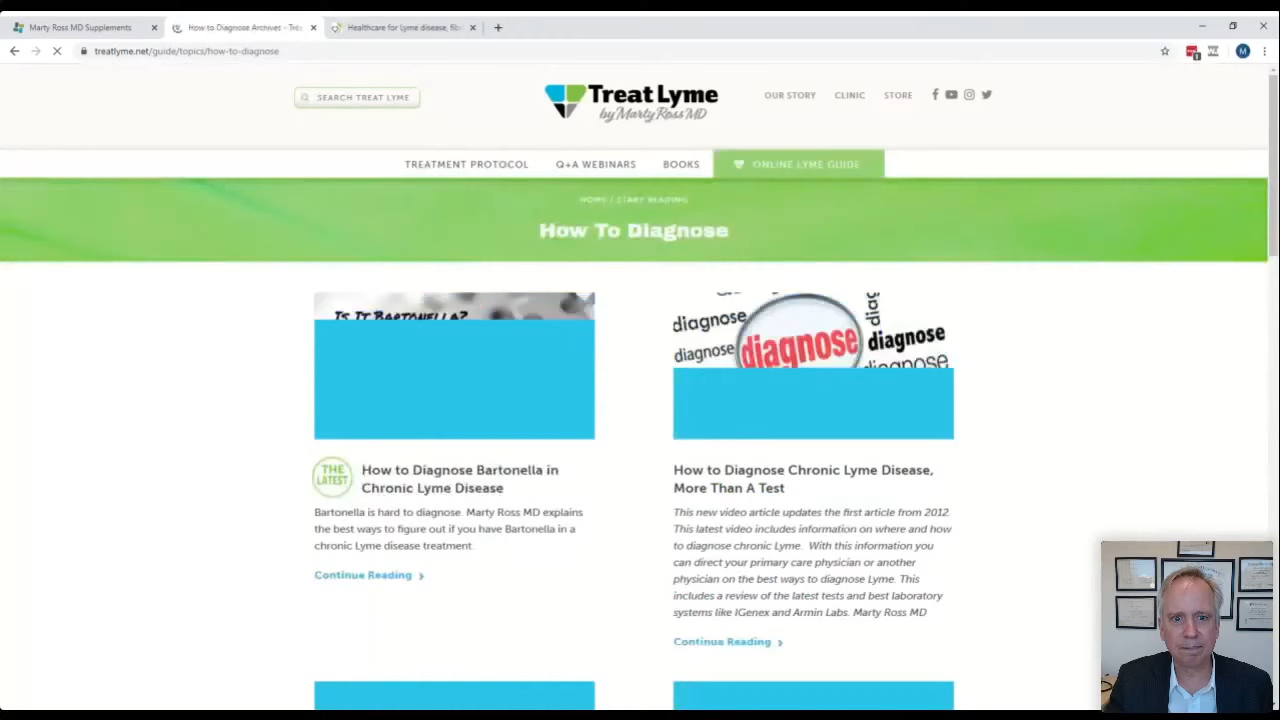 Marty Ross MD Supplements
How to Diagnose Archives - Tre
Healthcare for Lyme disease, fib
treatlyme.net/guide/topics/how-to-diagnose
SEARCH TREAT LYME
Treat Lyme
by Marty Ross MD
OUR STORY
CLINIC
STORE
TREATMENT PROTOCOL
Q+A WEBINARS
BOOKS
ONLINE LYME GUIDE
HOME / START READING
How To Diagnose
IS IT BARTONELLA?
diagnose
diagnose
diagnose
diagnose
diag
diagnose
THE
LATEST
How to Diagnose Bartonella in
Chronic Lyme Disease
Bartonella is hard to diagnose. Marty Ross MD explains
the best ways to figure out if you have Bartonella in a
chronic Lyme disease treatment.
Continue Reading
How to Diagnose Chronic Lyme Disease,
More Than A Test
This new video article updates the first article from 2012.
This latest video includes information on where and how
to diagnose chronic Lyme. With this information you
can direct your primary care physician or another
physician on the best ways to diagnose Lyme. This
includes a review of the latest tests and best laboratory
systems like IGenex and Armin Labs. Marty Ross MD
Continue Reading